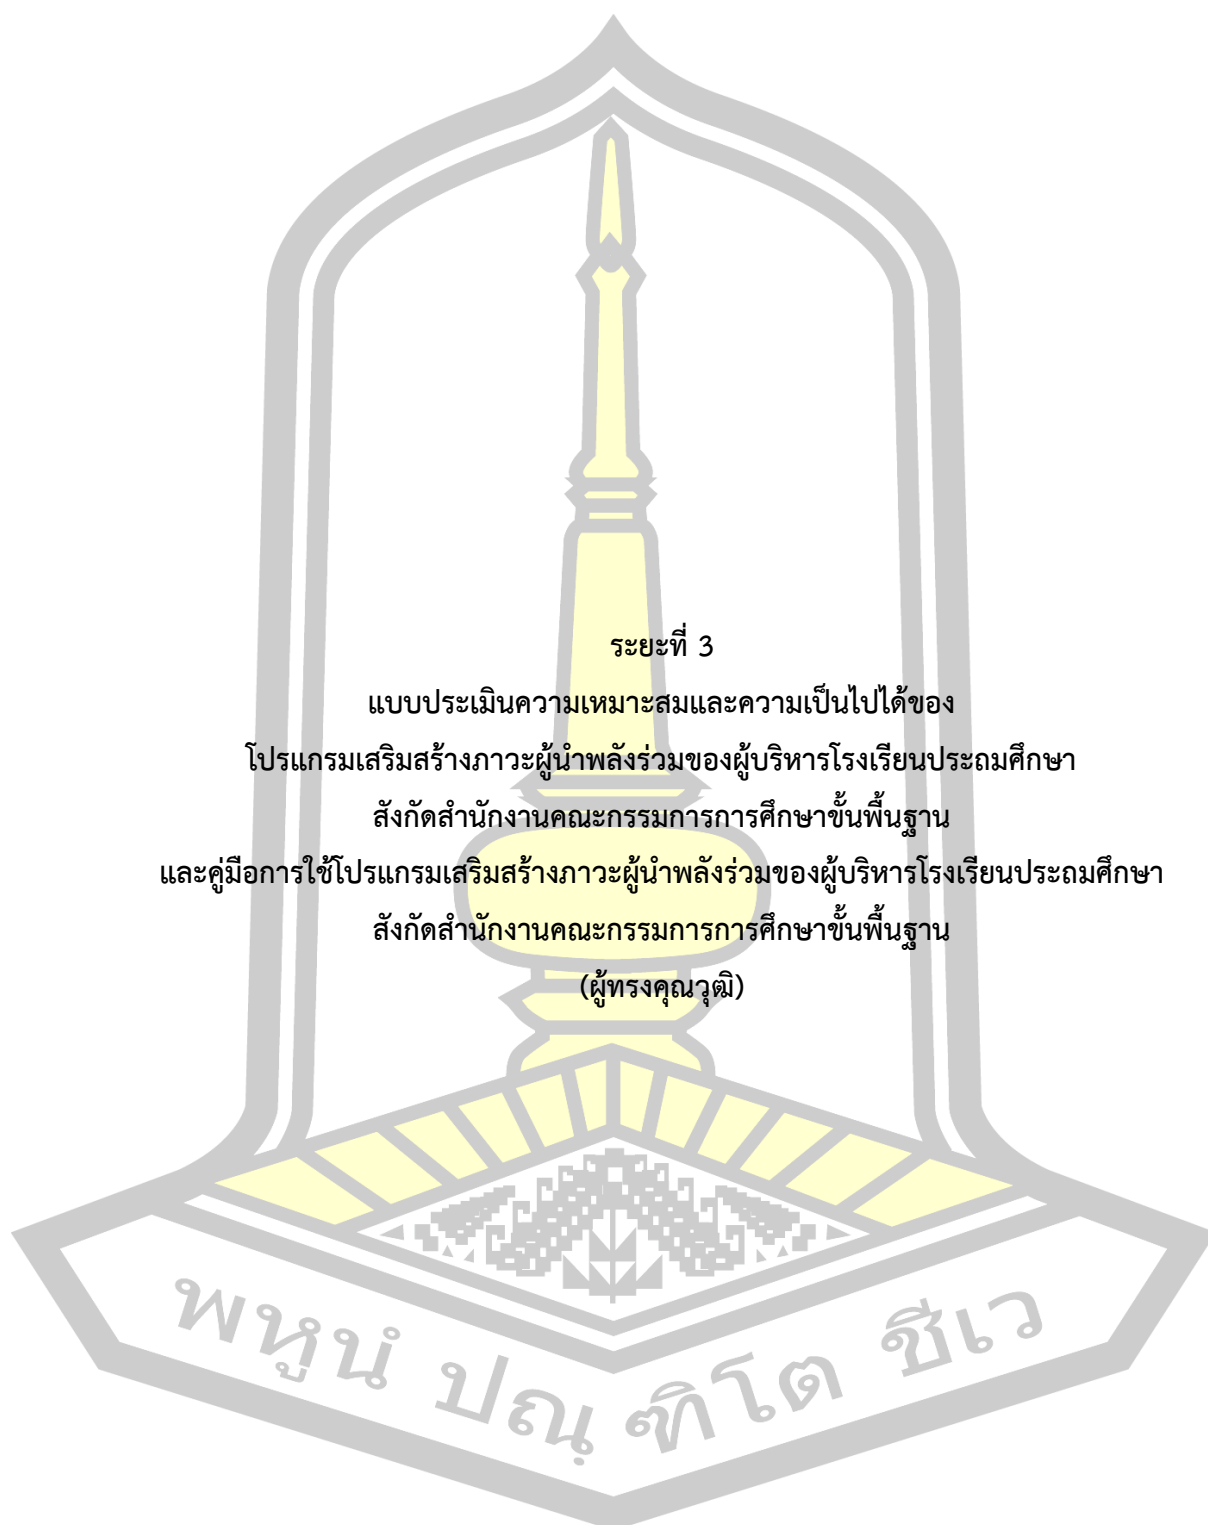 ระยะที่ 3
แบบประเมินความเหมาะสมและความเป็นไปได้ของ
โปรแกรมเสริมสร้างภาวะผู้นำพลังร่วมของผู้บริหารโรงเรียนประถมศึกษา
สังกัดสำนักงานคณะกรรมการการศึกษาขั้นพื้นฐาน
และคู่มือการใช้โปรแกรมเสริมสร้างภาวะผู้นำพลังร่วมของผู้บริหารโรงเรียนประถมศึกษา
สังกัดสำนักงานคณะกรรมการการศึกษาขั้นพื้นฐาน
(ผู้ทรงคุณวุฒิ)
พหูนํ ปณฺฑิโต ชีเว